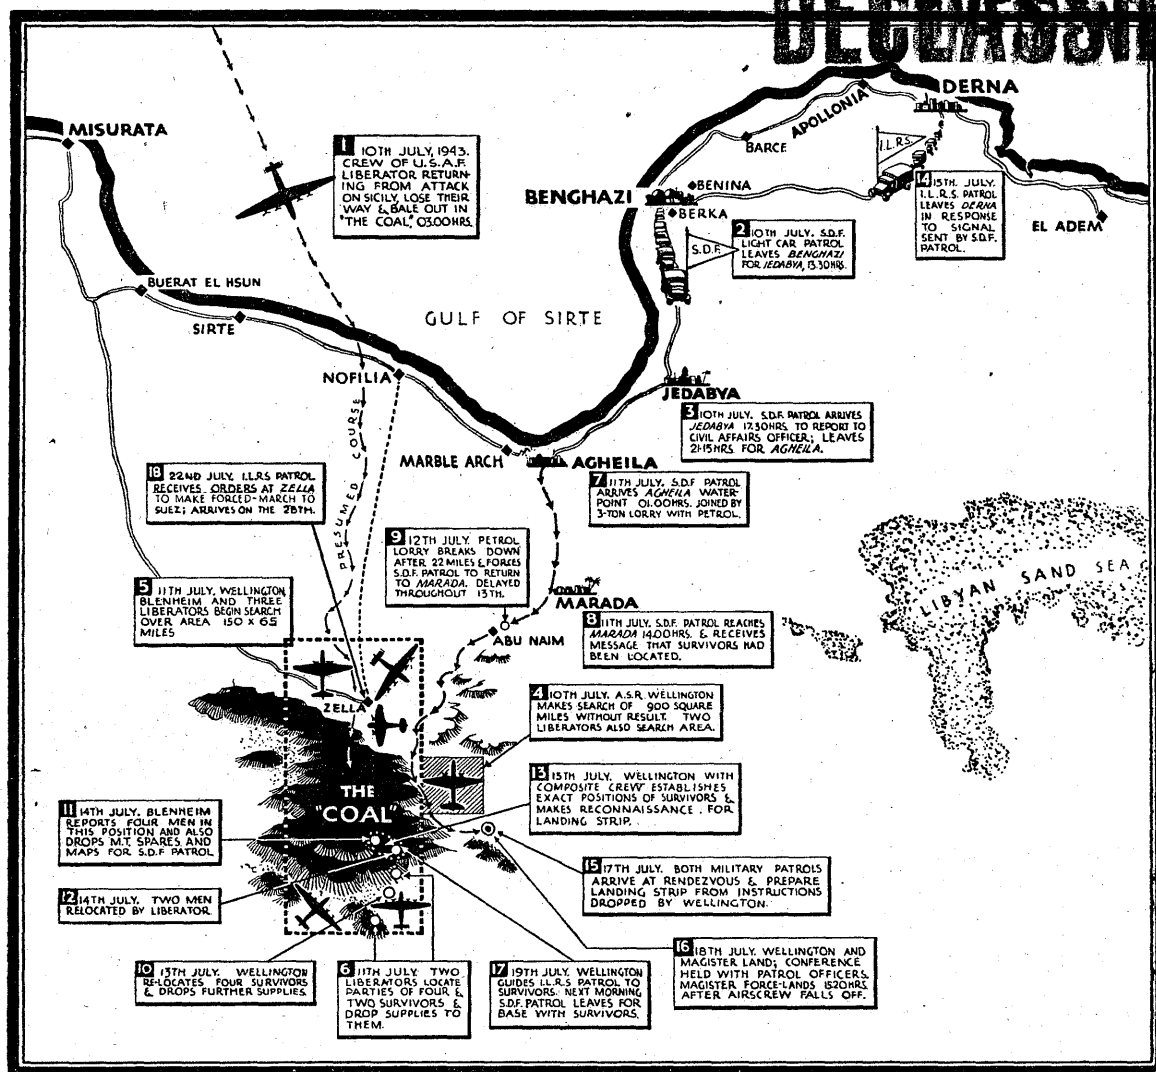 DECLASSIFI
MISURATA
DERNA
APOLLONIA
BARCE
I.L.R.S.
1 10TH JULY, 1943.
CREW OF U.S.A.F.
LIBERATOR RETURN-
ING FROM ATTACK
ON SICILY, LOSE THEIR
WAY & BALE OUT IN
"THE COAL," 03.00HRS.
BENGHAZI
BENINA
BERKA
S.D.F.
2 10TH JULY. S.D.F.
LIGHT CAR PATROL
LEAVES BENGHAZI
FOR JEDABYA, 13.30HRS.
14 15TH. JULY.
I.L.R.S. PATROL
LEAVES DERNA
IN RESPONSE
TO SIGNAL
SENT BY S.D.F.
PATROL.
EL ADEM
BUERAT EL HSUN
SIRTE
GULF OF SIRTE
NOFILIA
JEDABYA
3 10TH JULY. S.D.F. PATROL ARRIVES
JEDABYA 17.30HRS. TO REPORT TO
CIVIL AFFAIRS OFFICER; LEAVES
21.15HRS. FOR AGHEILA.
MARBLE ARCH
AGHEILA
PRESUMED COURSE
18 22ND JULY. I.L.R.S PATROL
RECEIVES ORDERS AT ZELLA
TO MAKE FORCED-MARCH TO
SUEZ; ARRIVES ON THE 28TH.
7 11TH JULY. S.D.F PATROL
ARRIVES AGHEILA WATER-
POINT 01.00HRS. JOINED BY
3-TON LORRY WITH PETROL.
9 12TH JULY. PETROL
LORRY BREAKS DOWN
AFTER 22 MILES & FORCES
S.D.F. PATROL TO RETURN
TO MARADA. DELAYED
THROUGHOUT 13TH.
LIBYAN SAND SEA
5 11TH JULY. WELLINGTON,
BLENHEIM AND THREE
LIBERATORS BEGIN SEARCH
OVER AREA 150 X 65
MILES
MARADA
8 11TH JULY. S.D.F. PATROL REACHES
MARADA 14.00HRS. & RECEIVES
MESSAGE THAT SURVIVORS HAD
BEEN LOCATED.
ABU NAIM
ZELLA
4 10TH JULY. A.S.R. WELLINGTON
MAKES SEARCH OF 900 SQUARE
MILES WITHOUT RESULT. TWO
LIBERATORS ALSO SEARCH AREA.
THE
"COAL"
13 15TH JULY. WELLINGTON WITH
COMPOSITE CREW ESTABLISHES
EXACT POSITIONS OF SURVIVORS &
MAKES RECONNAISSANCE FOR
LANDING STRIP.
11 14TH JULY. BLENHEIM
REPORTS FOUR MEN IN
THIS POSITION AND ALSO
DROPS M.T. SPARES AND
MAPS FOR S.D.F PATROL
15 17TH JULY. BOTH MILITARY PATROLS
ARRIVE AT RENDEZVOUS & PREPARE
LANDING STRIP FROM INSTRUCTIONS
DROPPED BY WELLINGTON.
12 14TH JULY. TWO MEN
RELOCATED BY LIBERATOR
10 13TH JULY. WELLINGTON
RE-LOCATES FOUR SURVIVORS
& DROPS FURTHER SUPPLIES.
6 11TH JULY. TWO
LIBERATORS LOCATE
PARTIES OF FOUR &
TWO SURVIVORS &
DROP SUPPLIES TO
THEM.
17 19TH JULY. WELLINGTON
GUIDES I.L.R.S PATROL TO
SURVIVORS. NEXT MORNING
S.D.F. PATROL LEAVES FOR
BASE WITH SURVIVORS.
16 18TH JULY. WELLINGTON AND
MAGISTER LAND; CONFERENCE
HELD WITH PATROL OFFICERS.
MAGISTER FORCE-LANDS 15.20HRS.
AFTER AIRSCREW FALLS OFF.